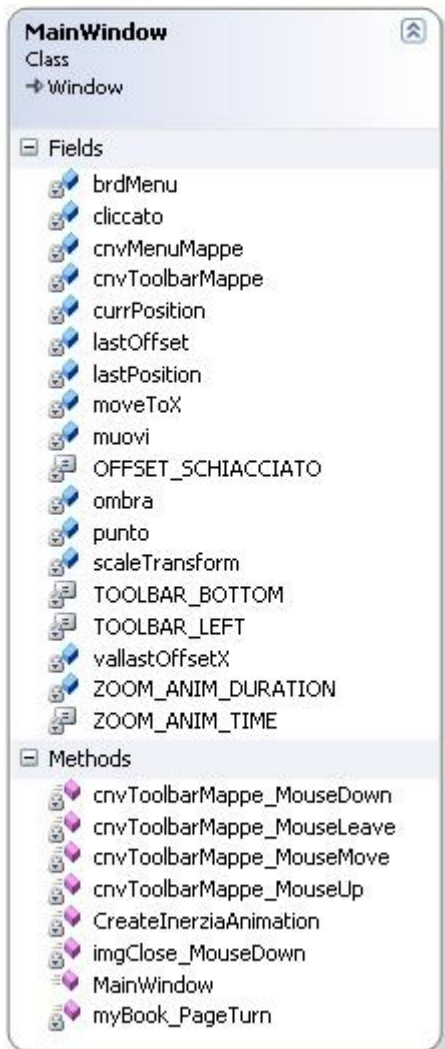 MainWindow
Class
Window
Fields
brdMenu
cliccato
cnvMenuMappe
cnvToolbarMappe
currPosition
lastOffset
lastPosition
moveToX
muovi
OFFSET_SCHIACCIATO
ombra
punto
scaleTransform
TOOLBAR_BOTTOM
TOOLBAR_LEFT
vallastOffsetX
ZOOM_ANIM_DURATION
ZOOM_ANIM_TIME
Methods
cnvToolbarMappe_MouseDown
cnvToolbarMappe_MouseLeave
cnvToolbarMappe_MouseMove
cnvToolbarMappe_MouseUp
CreateInerziaAnimation
imgClose_MouseDown
MainWindow
myBook_PageTurn